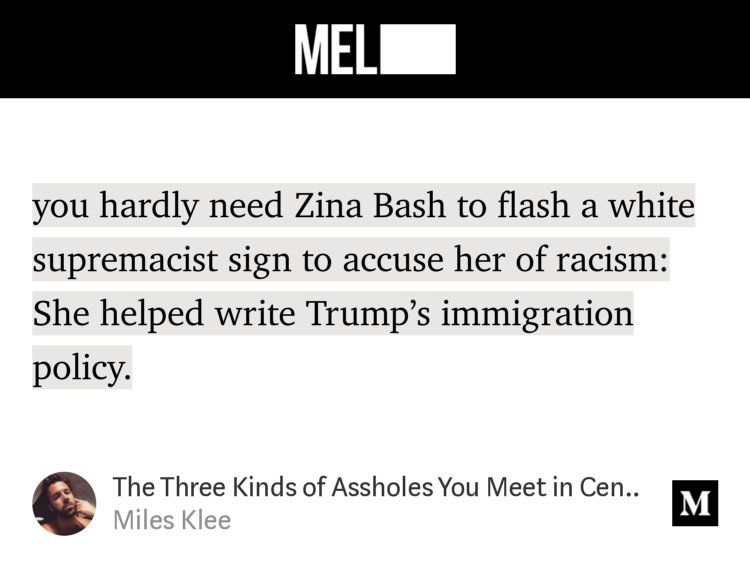 MEL
you hardly need Zina Bash to flash a white
supremacist sign to accuse her of racism:
She helped write Trump’s immigration
policy.
The Three Kinds of Assholes You Meet in Cen..
Miles Klee
M